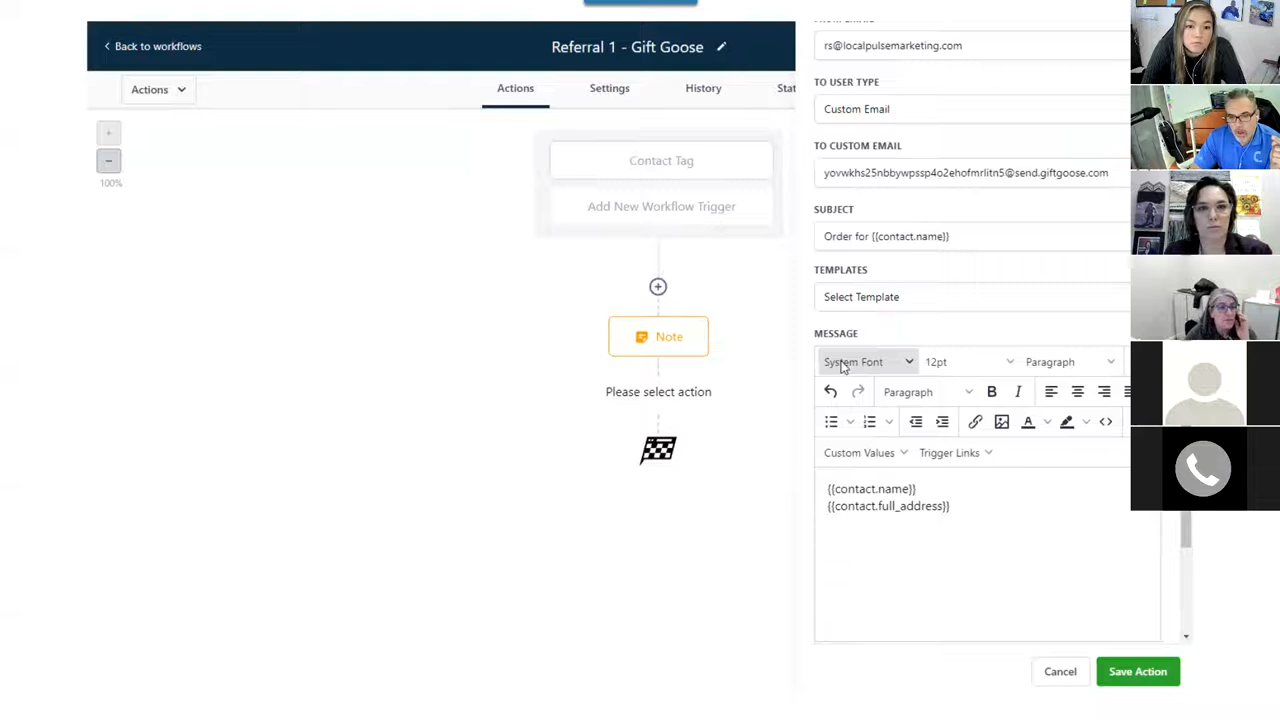 Back to workflows
Referral 1 - Gift Goose
Actions
Actions
Settings
History
Stat
100%
Contact Tag
Add New Workflow Trigger
Note
Please select action
rs@localpulsemarketing.com
TO USER TYPE
Custom Email
TO CUSTOM EMAIL
yovwkhs25nbbywpssp4o2ehofmrlitn5@send.giftgoose.com
SUBJECT
Order for {{contact.name}}
TEMPLATES
Select Template
MESSAGE
System Font
12pt
Paragraph
Paragraph
B
I
A
Custom Values
Trigger Links
{{contact.name}}
{{contact.full_address}}
Cancel
Save Action